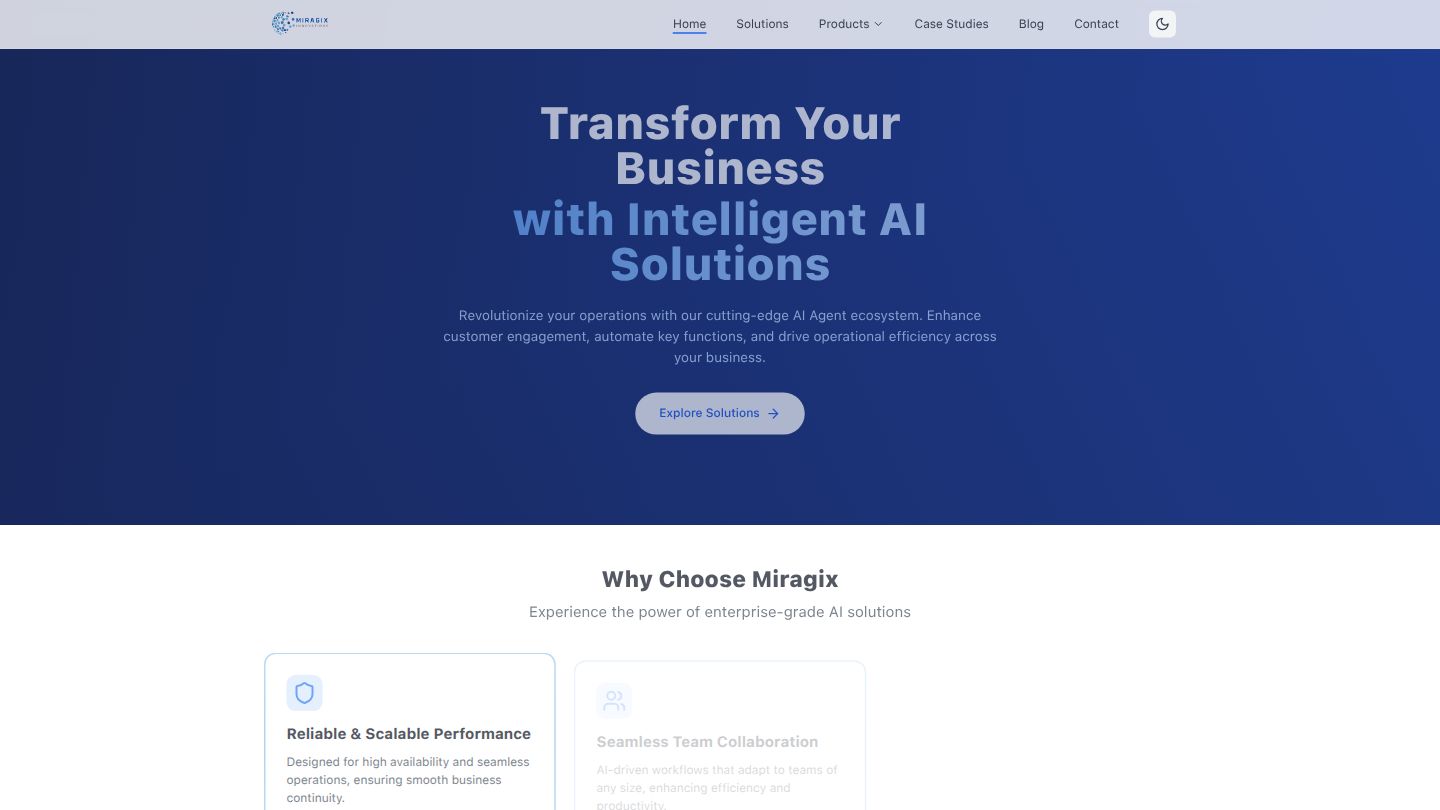 MIRAGIX
INNOVATIONS
Home
Solutions
Products
Case Studies
Blog
Contact
Transform Your
Business
with Intelligent AI
Solutions
Revolutionize your operations with our cutting-edge AI Agent ecosystem. Enhance
customer engagement, automate key functions, and drive operational efficiency across
your business.
Explore Solutions
Why Choose Miragix
Experience the power of enterprise-grade AI solutions
Reliable & Scalable Performance
Designed for high availability and seamless
operations, ensuring smooth business
continuity.
Seamless Team Collaboration
AI-driven workflows that adapt to teams of
any size, enhancing efficiency and
productivity.